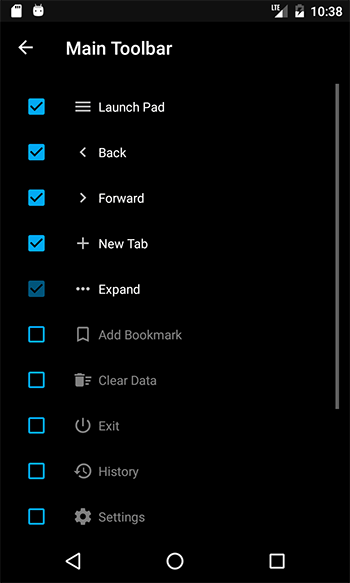 LTE 10:38
Main Toolbar
Launch Pad
Back
Forward
New Tab
Expand
Add Bookmark
Clear Data
Exit
History
Settings